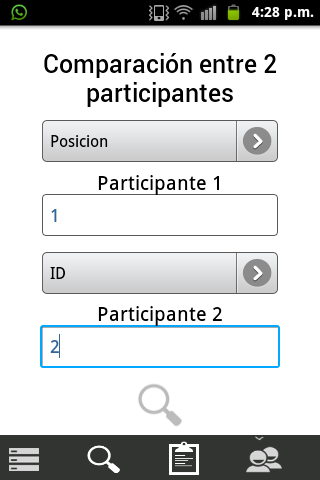 4:28 p.m.
Comparación entre 2
participantes
Posicion
Participante 1
1
ID
Participante 2
2